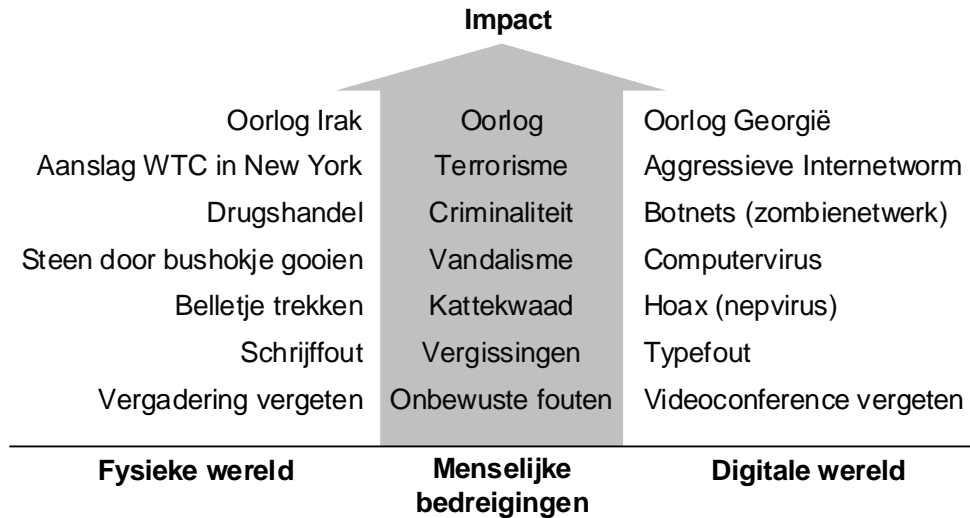 Impact
Oorlog Irak Oorlog Oorlog Georgië
Aanslag WTC in New York Terrorisme Aggressieve Internetworm
Drugshandel Criminaliteit Botnets (zombienetwerk)
Steen door bushokje gooien Vandalisme Computervirus
Belletje trekken Kattekwaad Hoax (nepvirus)
Schrijffout Vergissingen Typefout
Vergadering vergeten Onbewuste fouten Videoconference vergeten
Fysieke wereld Menselijke Digitale wereld
bedreigingen